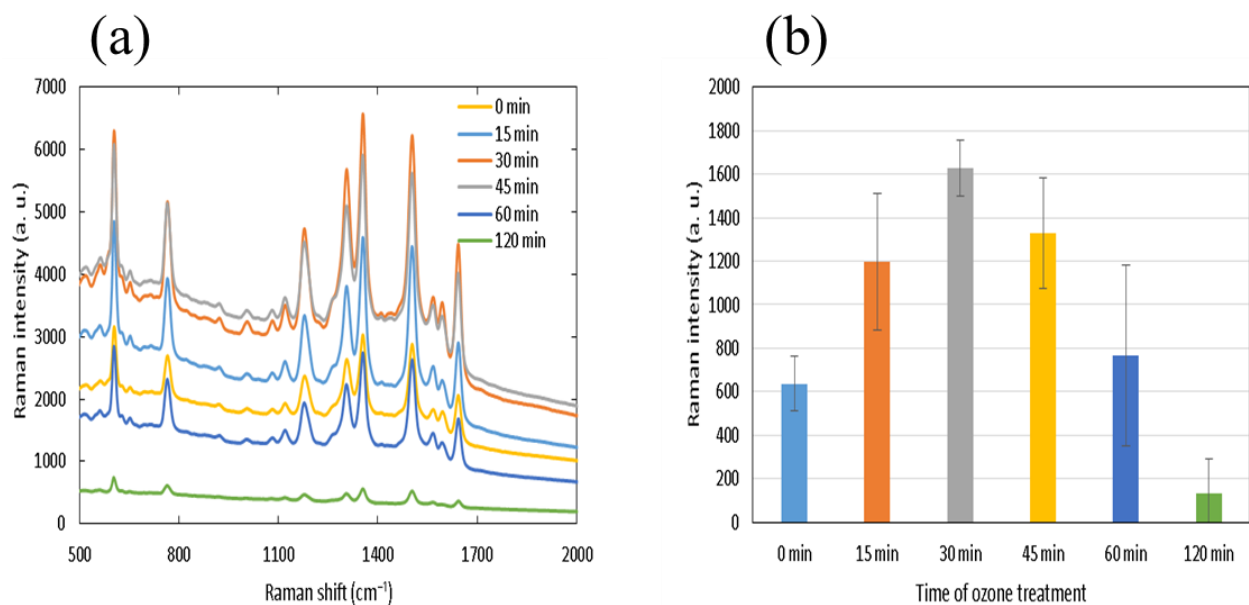 (a)
7000
6000
5000
4000
3000
2000
1000
0
Raman intensity (a. u.)
0 min
15 min
30 min
45 min
60 min
120 min
500
800
1100
1400
1700
2000
Raman shift (cm⁻¹)
(b)
2000
1800
1600
1400
1200
1000
800
600
400
200
0
Raman intensity (a. u.)
0 min
15 min
30 min
45 min
60 min
120 min
Time of ozone treatment